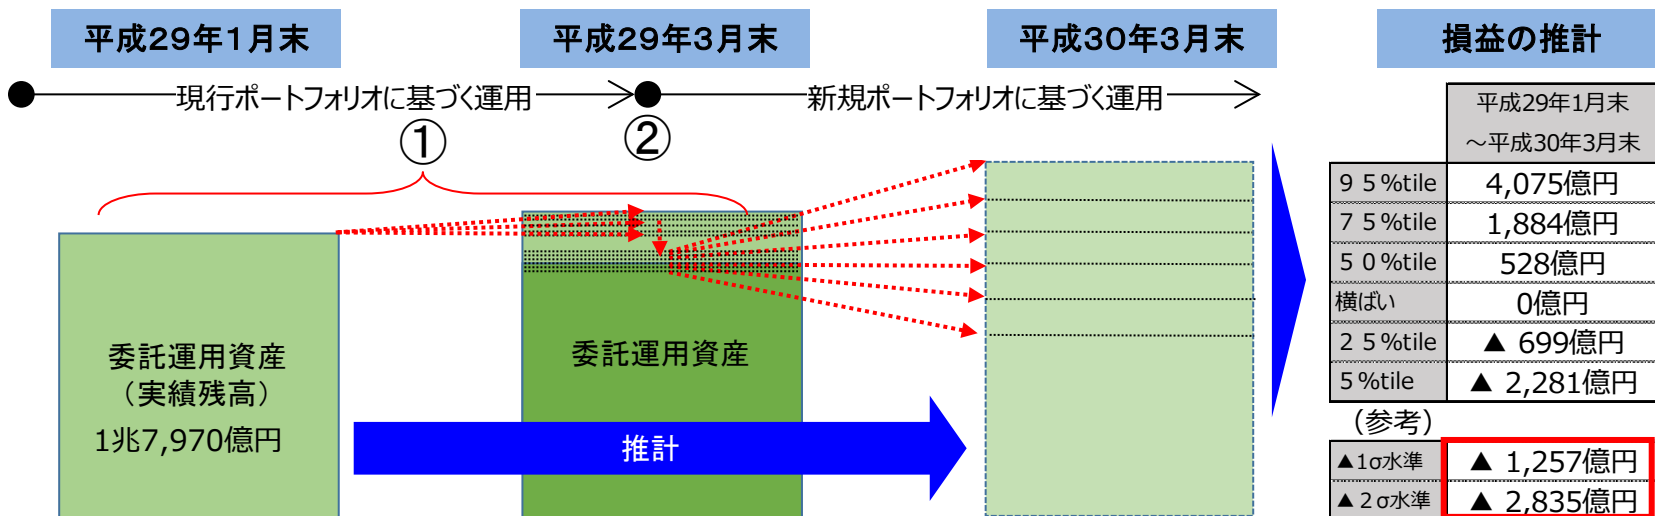 平成29年1月末
平成29年3月末
平成30年3月末
損益の推計
現行ポートフォリオに基づく運用
新規ポートフォリオに基づく運用
①
②
委託運用資産
（実績残高）
1兆7,970億円
委託運用資産
推計
平成29年1月末
～平成30年3月末
９５%tile 4,075億円
７５%tile 1,884億円
５０%tile 528億円
横ばい 0億円
２５%tile ▲ 699億円
５%tile ▲ 2,281億円
（参考）
▲1σ水準 ▲ 1,257億円
▲２σ水準 ▲ 2,835億円